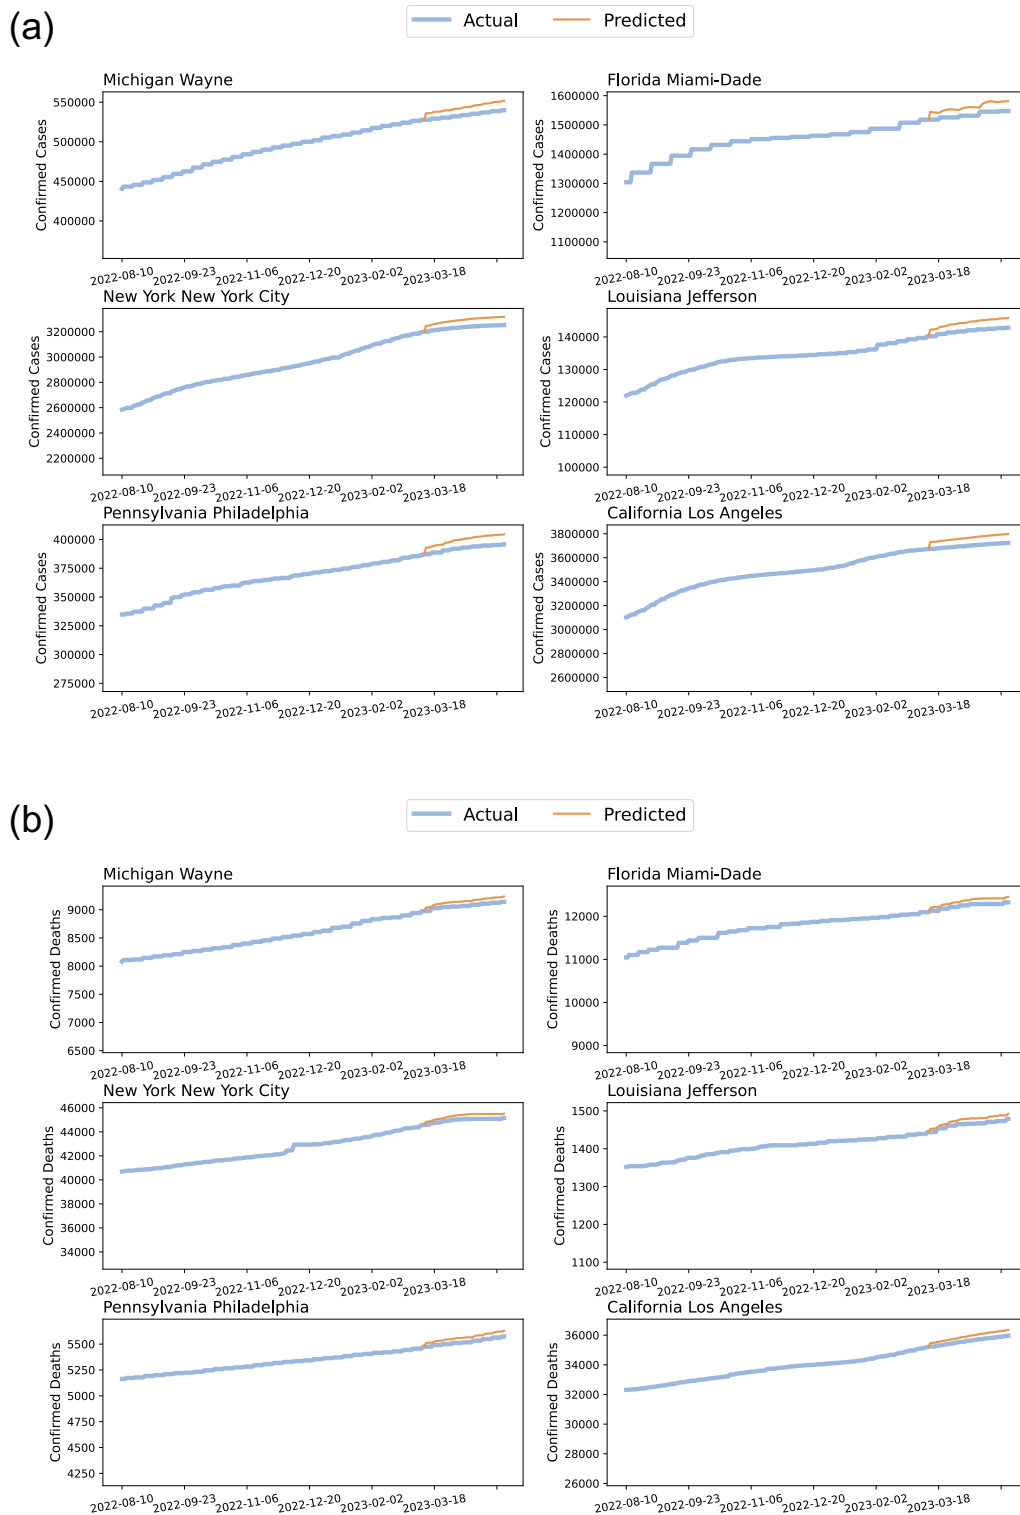 (a)
Actual Predicted
Michigan Wayne
Confirmed Cases
550000
500000
450000
400000
2022-08-10 2022-09-23 2022-11-06 2022-12-20 2023-02-02 2023-03-18
Florida Miami-Dade
Confirmed Cases
1600000
1500000
1400000
1300000
1200000
1100000
2022-08-10 2022-09-23 2022-11-06 2022-12-20 2023-02-02 2023-03-18
New York New York City
Confirmed Cases
3200000
3000000
2800000
2600000
2400000
2200000
2022-08-10 2022-09-23 2022-11-06 2022-12-20 2023-02-02 2023-03-18
Louisiana Jefferson
Confirmed Cases
140000
130000
120000
110000
100000
2022-08-10 2022-09-23 2022-11-06 2022-12-20 2023-02-02 2023-03-18
Pennsylvania Philadelphia
Confirmed Cases
400000
375000
350000
325000
300000
275000
2022-08-10 2022-09-23 2022-11-06 2022-12-20 2023-02-02 2023-03-18
California Los Angeles
Confirmed Cases
3800000
3600000
3400000
3200000
3000000
2800000
2600000
2022-08-10 2022-09-23 2022-11-06 2022-12-20 2023-02-02 2023-03-18
(b)
Actual Predicted
Michigan Wayne
Confirmed Deaths
9000
8500
8000
7500
7000
6500
2022-08-10 2022-09-23 2022-11-06 2022-12-20 2023-02-02 2023-03-18
Florida Miami-Dade
Confirmed Deaths
12000
11000
10000
9000
2022-08-10 2022-09-23 2022-11-06 2022-12-20 2023-02-02 2023-03-18
New York New York City
Confirmed Deaths
46000
44000
42000
40000
38000
36000
34000
2022-08-10 2022-09-23 2022-11-06 2022-12-20 2023-02-02 2023-03-18
Louisiana Jefferson
Confirmed Deaths
1500
1400
1300
1200
1100
2022-08-10 2022-09-23 2022-11-06 2022-12-20 2023-02-02 2023-03-18
Pennsylvania Philadelphia
Confirmed Deaths
5500
5250
5000
4750
4500
4250
2022-08-10 2022-09-23 2022-11-06 2022-12-20 2023-02-02 2023-03-18
California Los Angeles
Confirmed Deaths
36000
34000
32000
30000
28000
26000
2022-08-10 2022-09-23 2022-11-06 2022-12-20 2023-02-02 2023-03-18